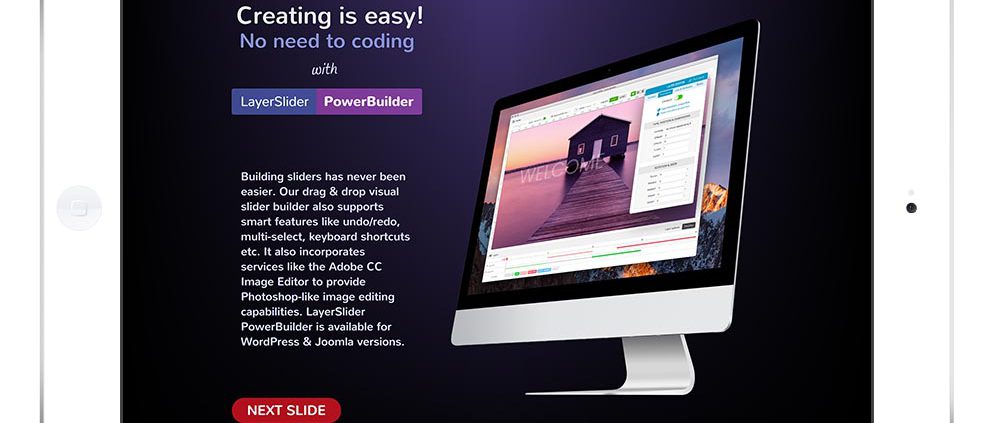 Creating is easy!
No need to coding
with
LayerSlider PowerBuilder
Building sliders has never been
easier. Our drag & drop visual
slider builder also supports
smart features like undo/redo,
multi-select, keyboard shortcuts
etc. It also incorporates
services like the Adobe CC
Image Editor to provide
Photoshop-like image editing
capabilities. LayerSlider
PowerBuilder is available for
WordPress & Joomla versions.
NEXT SLIDE
WELCOME